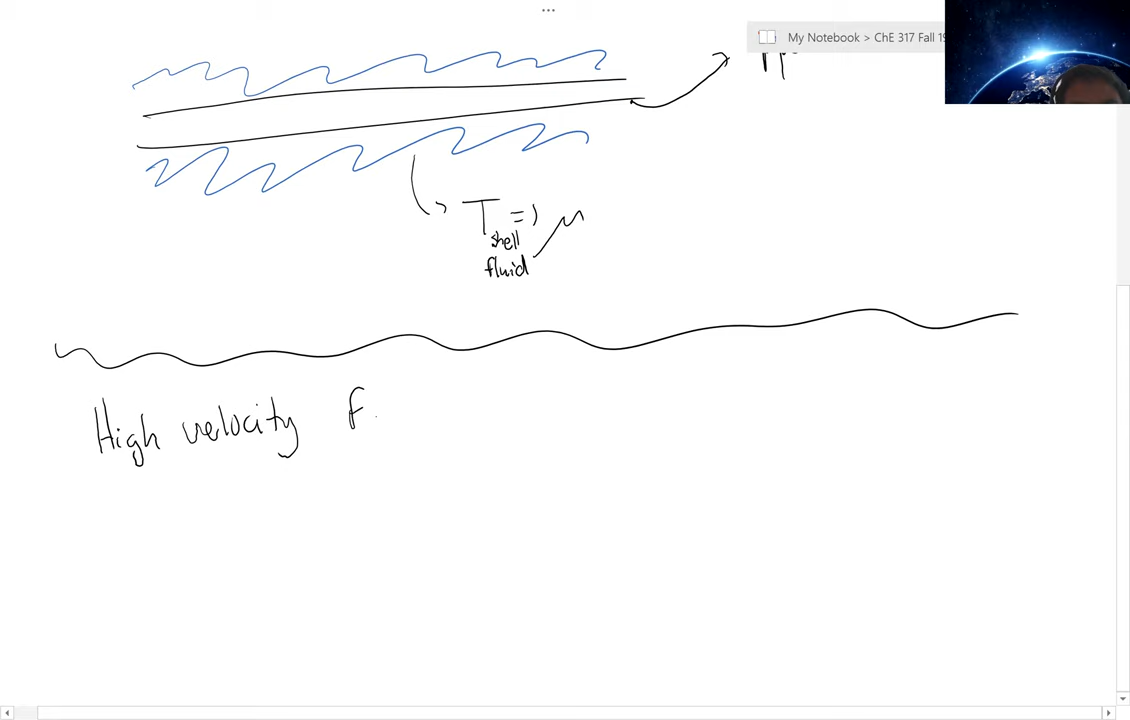 My Notebook > ChE 317 Fall 19
T => μ
shell
fluid
High velocity f